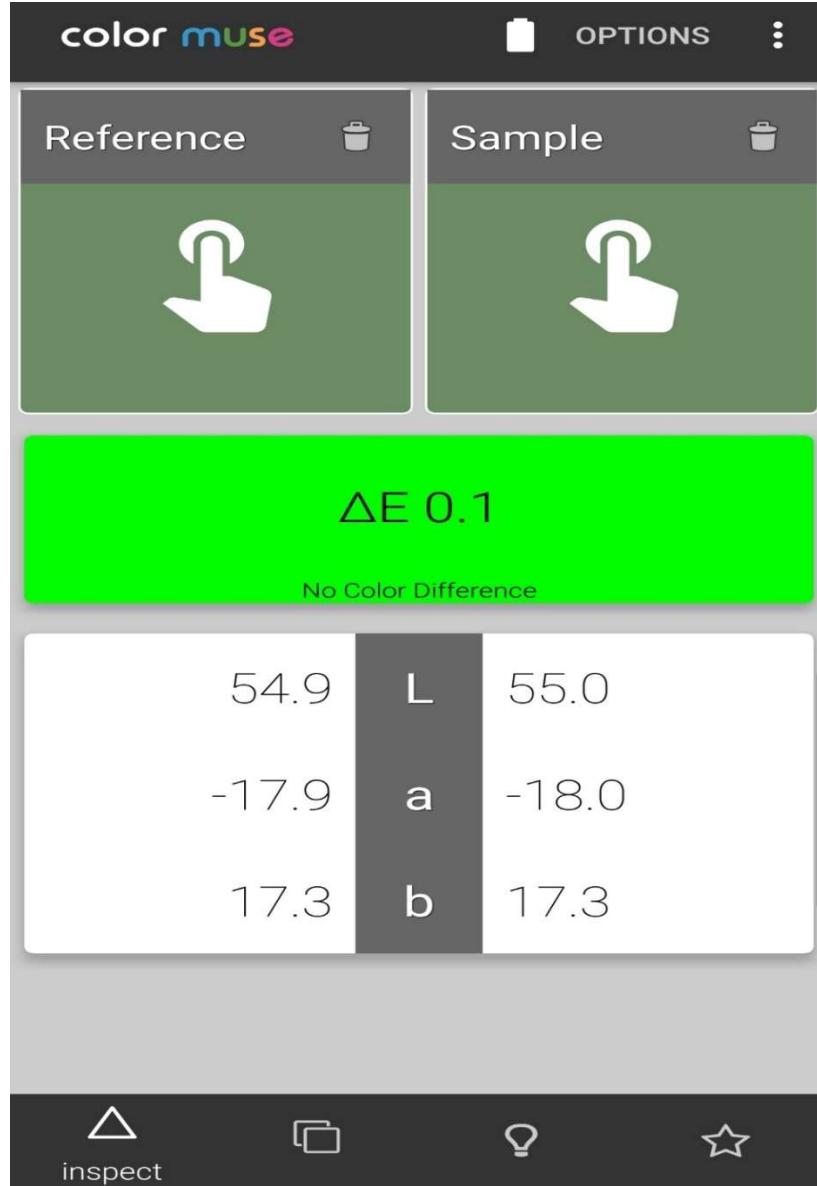 color muse
OPTIONS
Reference
Sample
ΔE 0.1
No Color Difference
54.9 L 55.0
-17.9 a -18.0
17.3 b 17.3
inspect